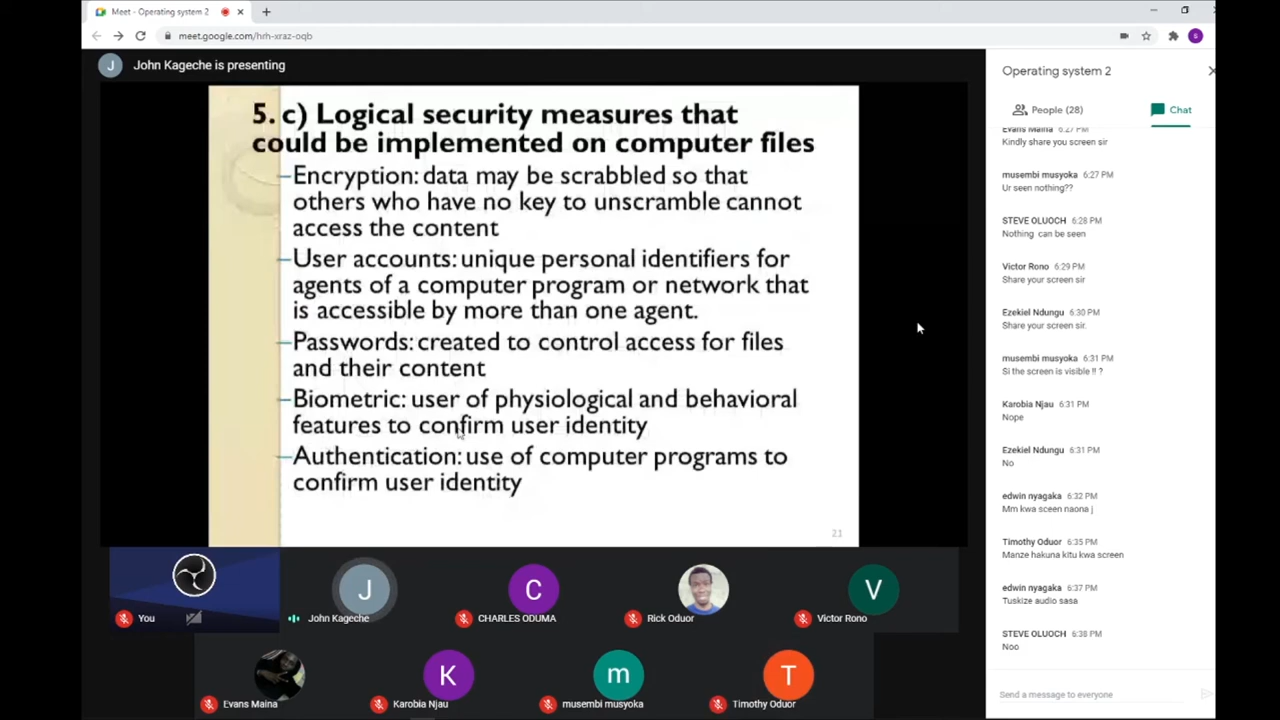 Meet - Operating system 2
meet.google.com/hrh-xraz-oqb
S
J
John Kageche is presenting
5. c) Logical security measures that
could be implemented on computer files
Encryption: data may be scrabbled so that
others who have no key to unscramble cannot
access the content
User accounts: unique personal identifiers for
agents of a computer program or network that
is accessible by more than one agent.
Passwords: created to control access for files
and their content
Biometric: user of physiological and behavioral
features to confirm user identity
Authentication: use of computer programs to
confirm user identity
21
You
J
John Kageche
C
CHARLES ODUMA
Rick Oduor
V
Victor Rono
Evans Maina
K
Karobia Njau
m
musembi musyoka
T
Timothy Oduor
Operating system 2
People (28)
Chat
Evans Maina 6:27 PM
Kindly share you screen sir
musembi musyoka 6:27 PM
Ur seen nothing??
STEVE OLUOCH 6:28 PM
Nothing can be seen
Victor Rono 6:29 PM
Share your screen sir
Ezekiel Ndungu 6:30 PM
Share your screen sir.
musembi musyoka 6:31 PM
Si the screen is visible !! ?
Karobia Njau 6:31 PM
Nope
Ezekiel Ndungu 6:31 PM
No
edwin nyagaka 6:32 PM
Mm kwa sceen naona j
Timothy Oduor 6:35 PM
Manze hakuna kitu kwa screen
edwin nyagaka 6:37 PM
Tuskize audio sasa
STEVE OLUOCH 6:38 PM
Noo
Send a message to everyone